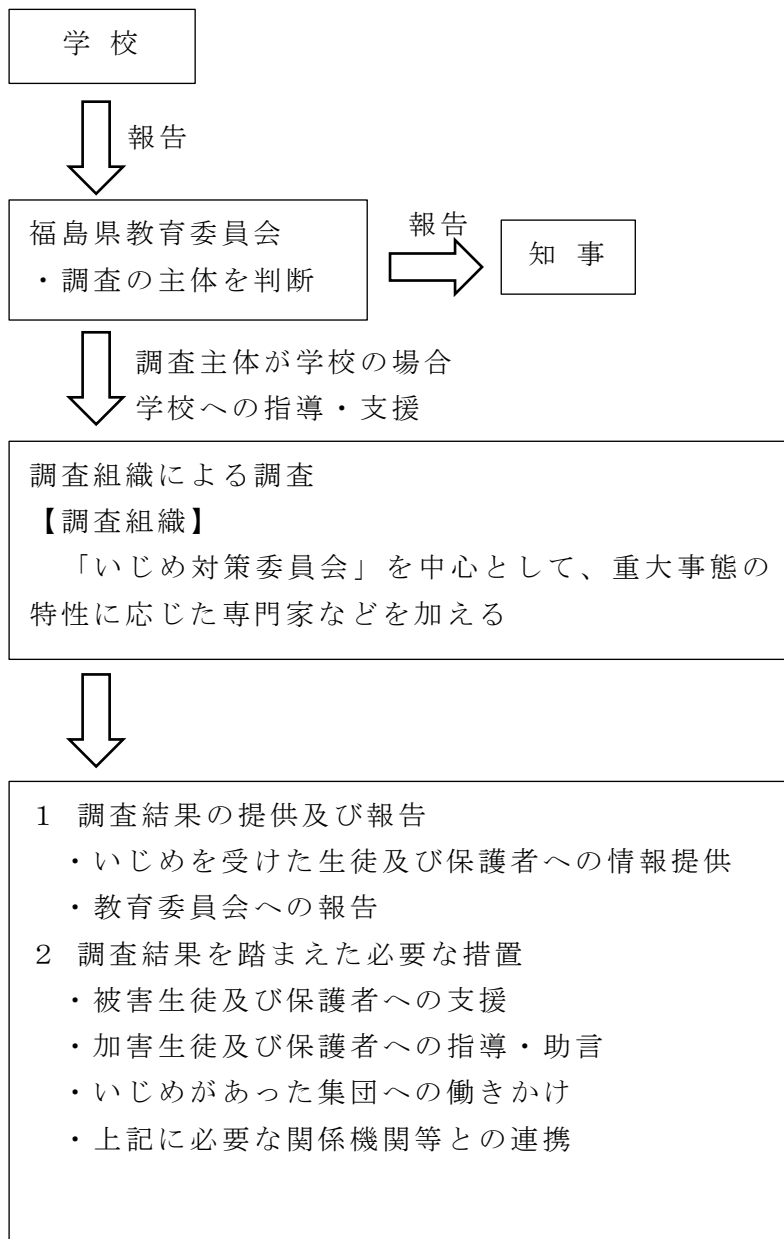 学 校
報告
福島県教育委員会
・調査の主体を判断
報告
知 事
調査主体が学校の場合
学校への指導・支援
調査組織による調査
【調査組織】
「いじめ対策委員会」を中心として、重大事態の
特性に応じた専門家などを加える
1 調査結果の提供及び報告
・いじめを受けた生徒及び保護者への情報提供
・教育委員会への報告
2 調査結果を踏まえた必要な措置
・被害生徒及び保護者への支援
・加害生徒及び保護者への指導・助言
・いじめがあった集団への働きかけ
・上記に必要な関係機関等との連携